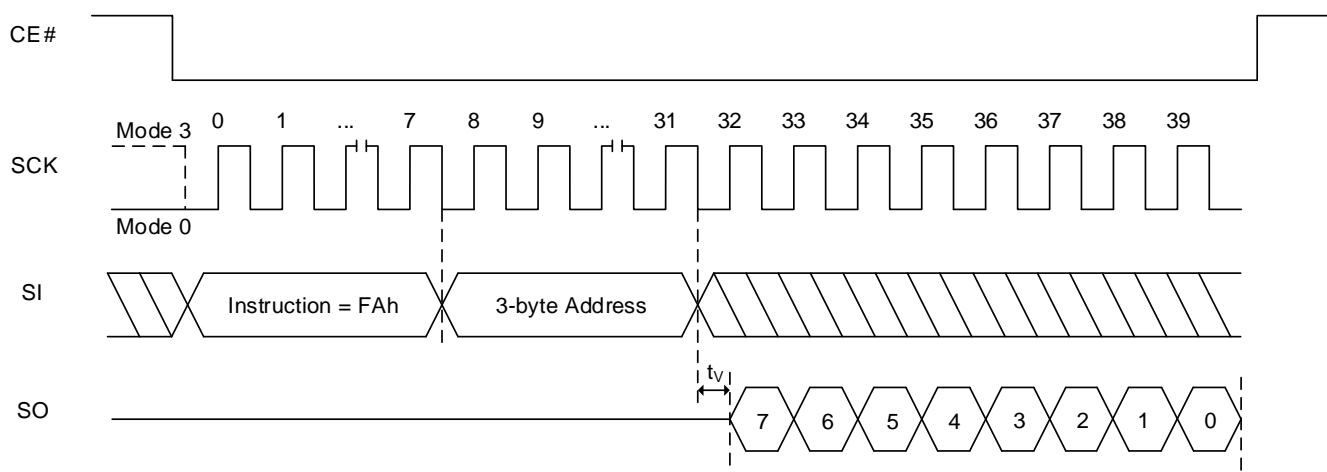 CE#
Mode 3 0 1 ... 7 8 9 ... 31 32 33 34 35 36 37 38 39
SCK
Mode 0
SI Instruction = FAh 3-byte Address
tV
SO 7 6 5 4 3 2 1 0